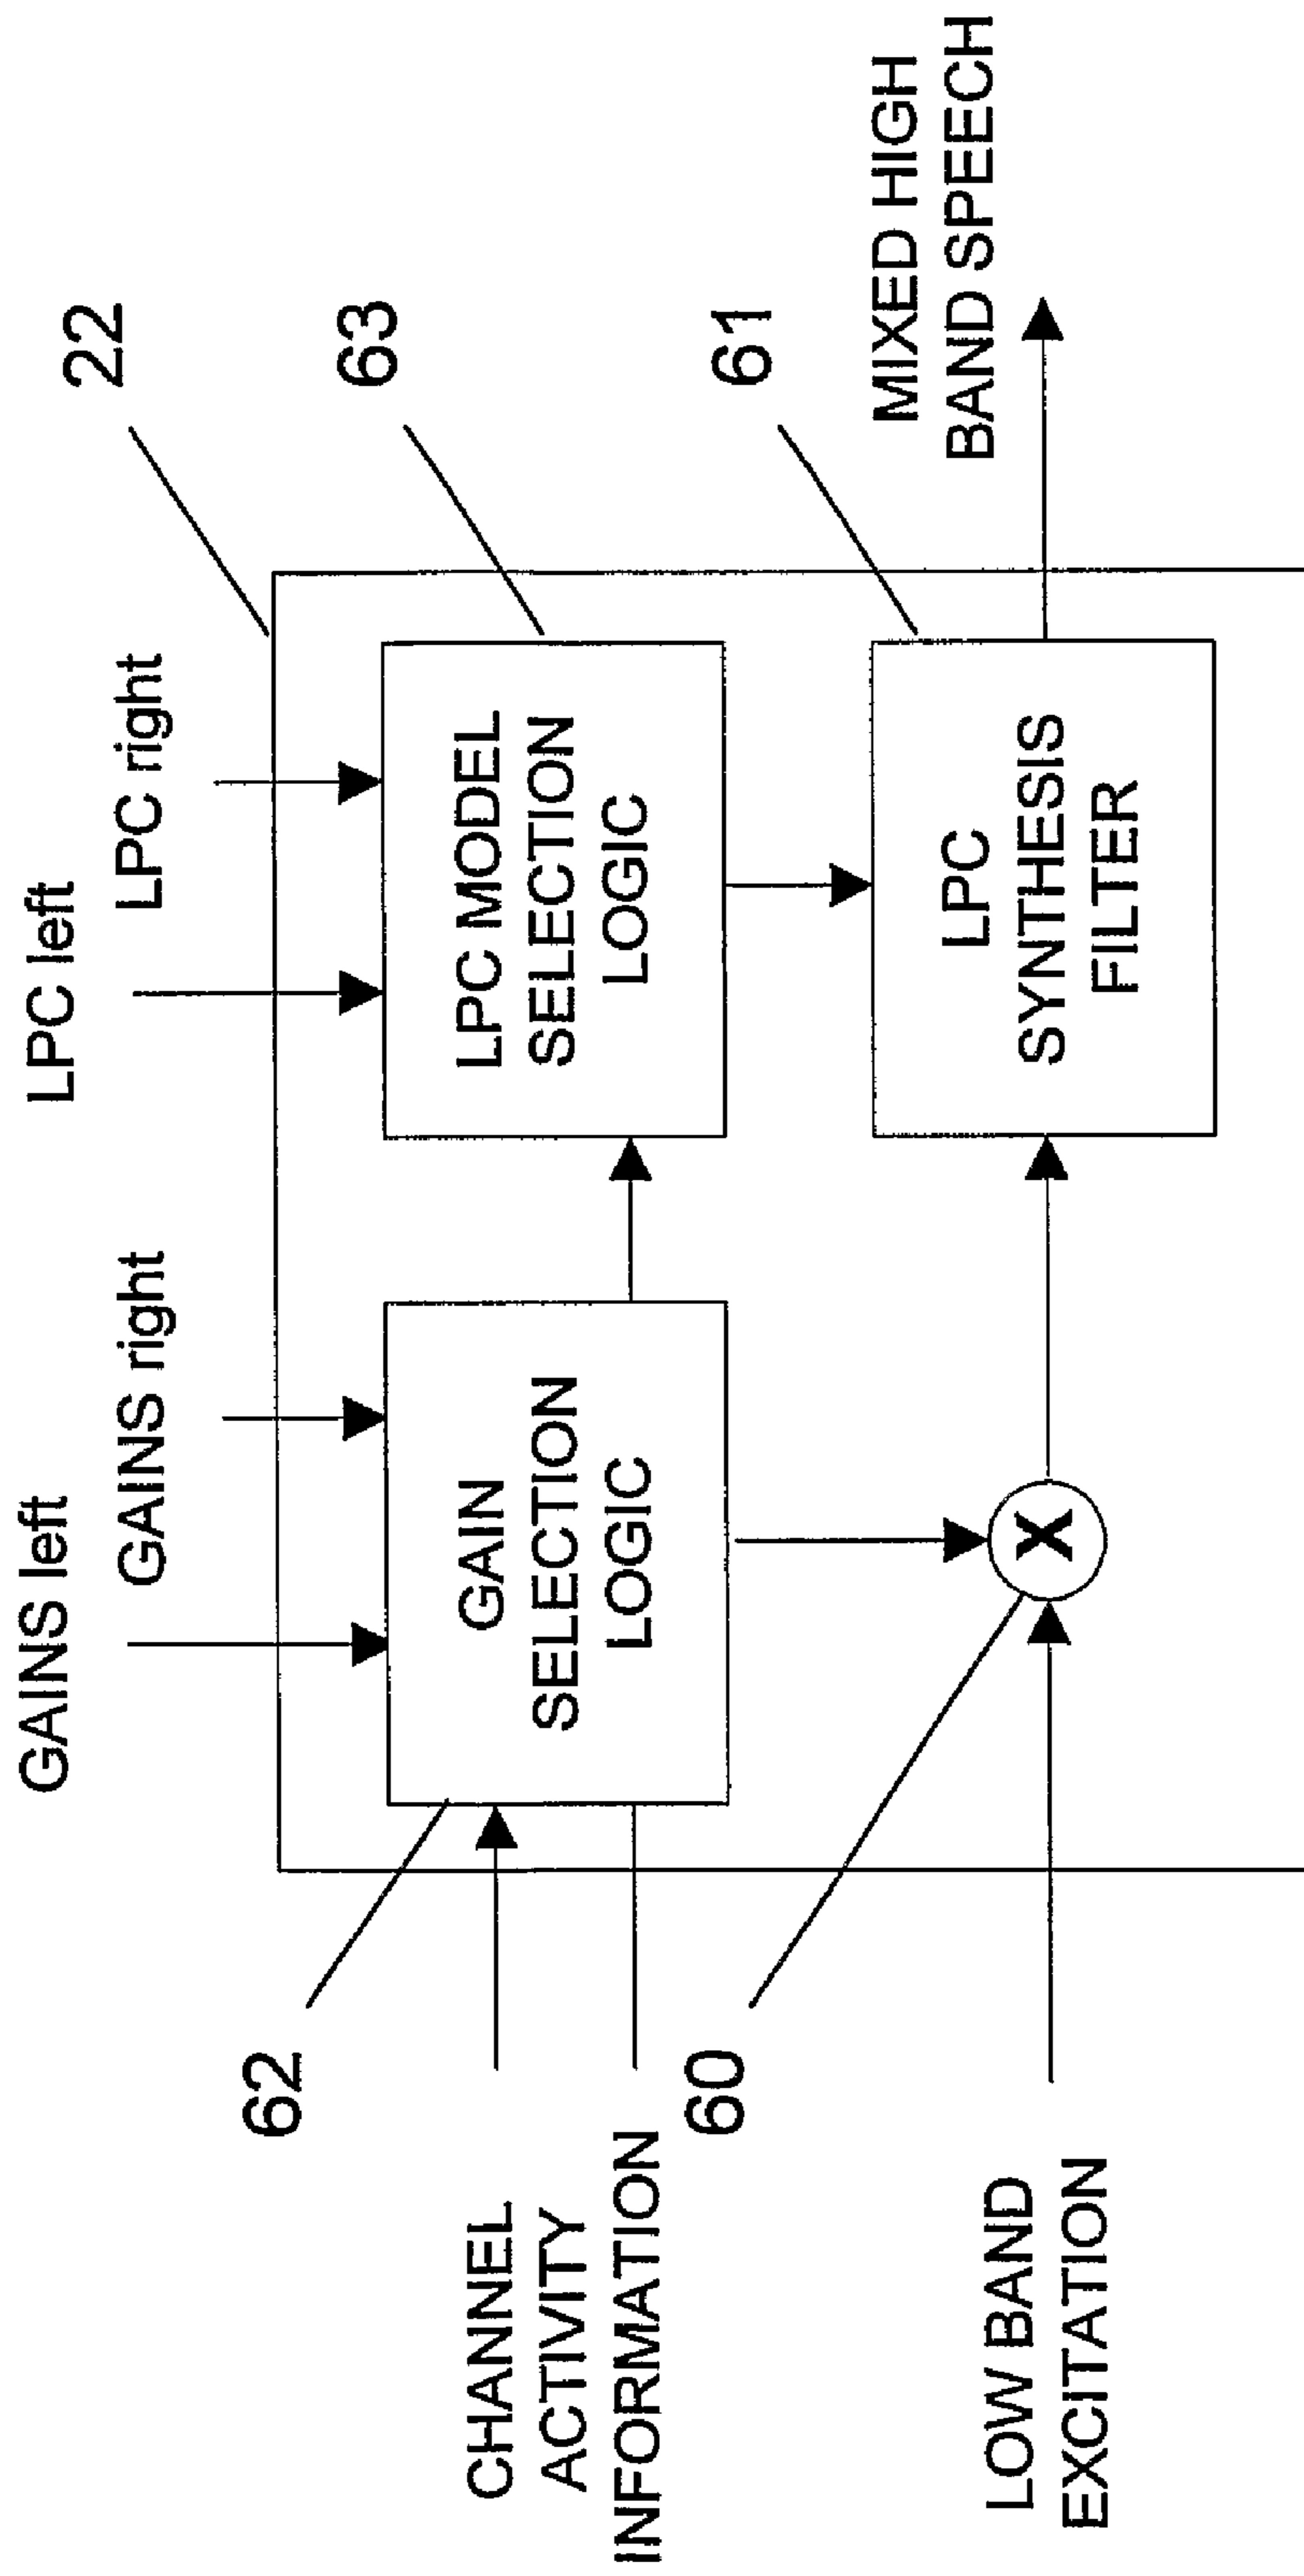 GAINS left
GAINS right
LPC left
LPC right
22
63
61
62
60
CHANNEL
ACTIVITY
INFORMATION
GAIN
SELECTION
LOGIC
LPC MODEL
SELECTION
LOGIC
LOW BAND
EXCITATION
X
LPC
SYNTHESIS
FILTER
MIXED HIGH
BAND SPEECH